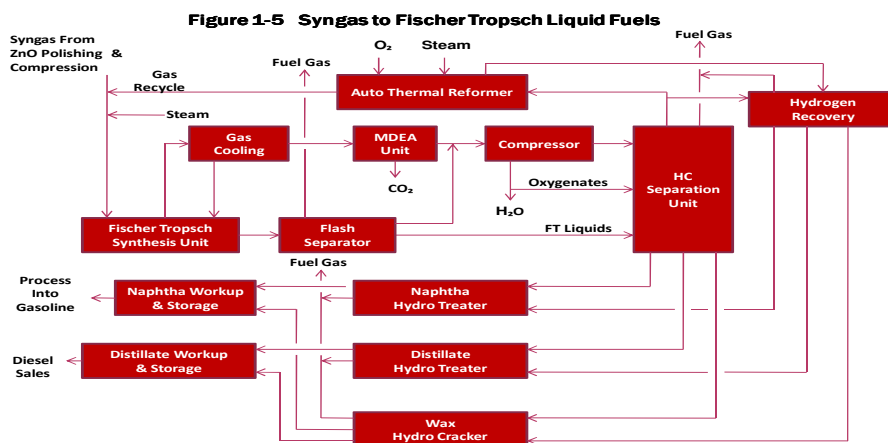 Figure 1-5 Syngas to Fischer Tropsch Liquid Fuels
Syngas From
ZnO Polishing &
Compression
O₂
Steam
Fuel Gas
Fuel Gas
Gas
Recycle
Auto Thermal Reformer
Hydrogen
Recovery
Steam
Gas
Cooling
MDEA
Unit
Compressor
HC
Separation
Unit
CO₂
Oxygenates
H₂O
Fischer Tropsch
Synthesis Unit
Flash
Separator
FT Liquids
Fuel Gas
Process
Into
Gasoline
Naphtha Workup
& Storage
Naphtha
Hydro Treater
Diesel
Sales
Distillate Workup
& Storage
Distillate
Hydro Treater
Wax
Hydro Cracker